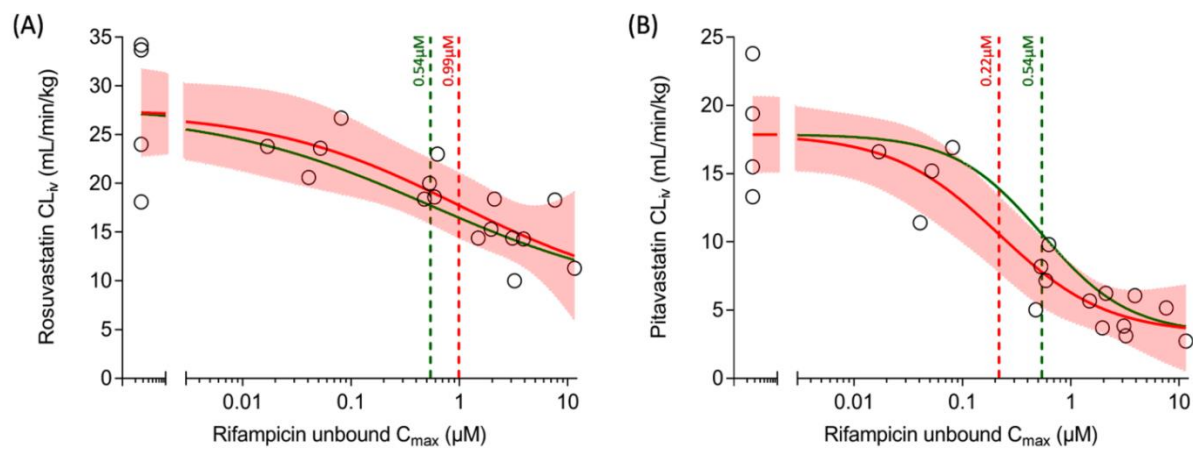 (A)
35
30
25
20
15
10
5
0
Rosuvastatin CLiv (mL/min/kg)
0.54µM
0.99µM
0.01
0.1
1
10
Rifampicin unbound Cmax (µM)
(B)
25
20
15
10
5
0
Pitavastatin CLiv (mL/min/kg)
0.22µM
0.54µM
0.01
0.1
1
10
Rifampicin unbound Cmax (µM)